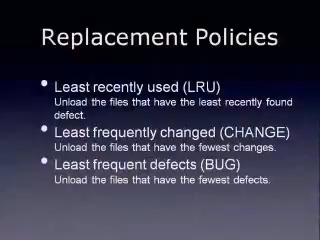 Replacement Policies
Least recently used (LRU)
Unload the files that have the least recently found
defect.
Least frequently changed (CHANGE)
Unload the files that have the fewest changes.
Least frequent defects (BUG)
Unload the files that have the fewest defects.